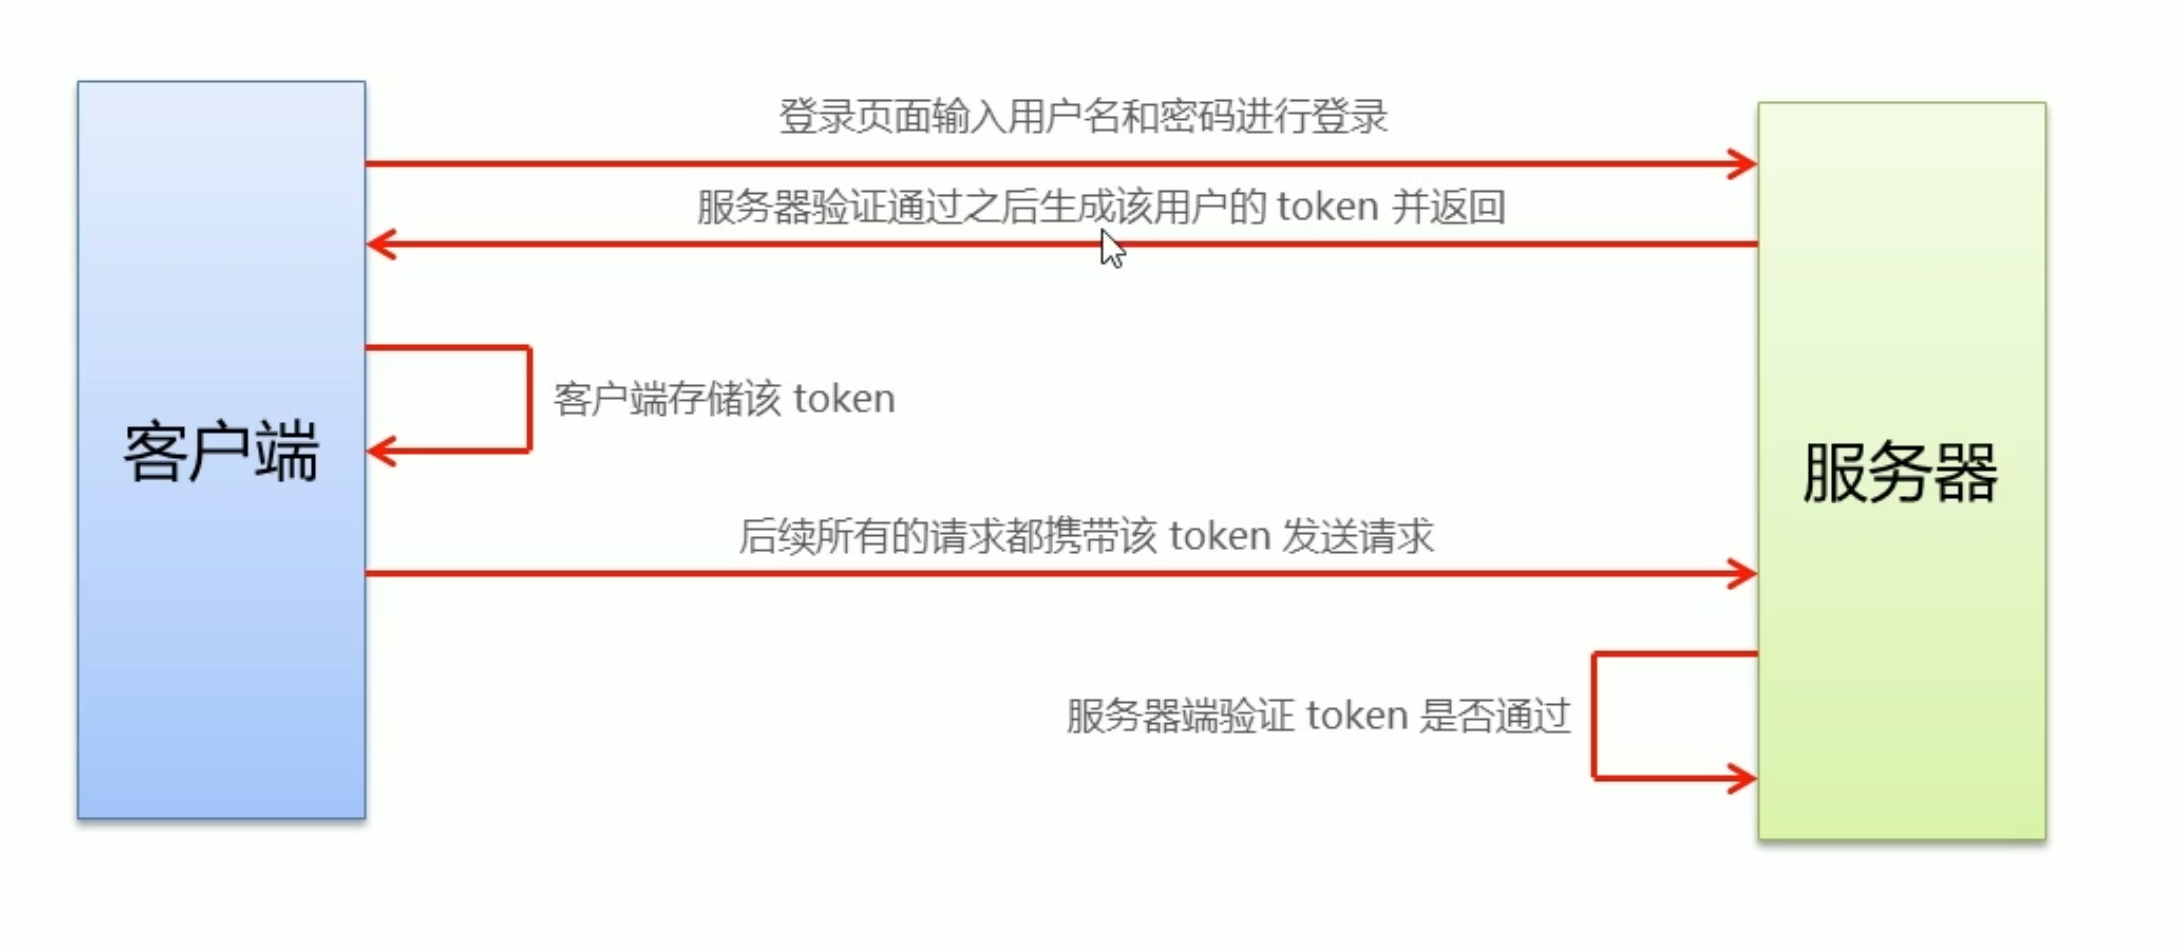 登录页面输入用户名和密码进行登录
服务器验证通过之后生成该用户的 token 并返回
客户端存储该 token
客户端
服务器
后续所有的请求都携带该 token 发送请求
服务器端验证 token 是否通过